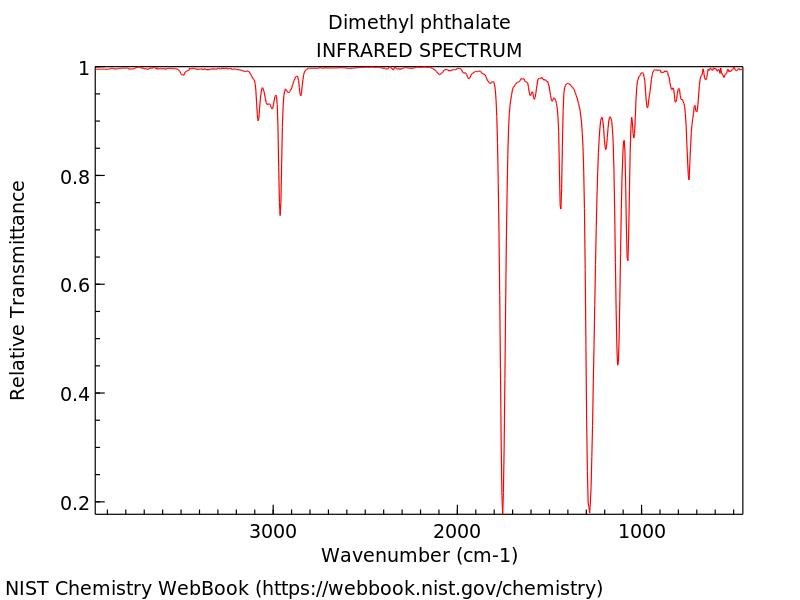 Dimethyl phthalate
INFRARED SPECTRUM
1
0.8
0.6
0.4
0.2
Relative Transmittance
3000 2000 1000
Wavenumber (cm-1)
NIST Chemistry WebBook (https://webbook.nist.gov/chemistry)